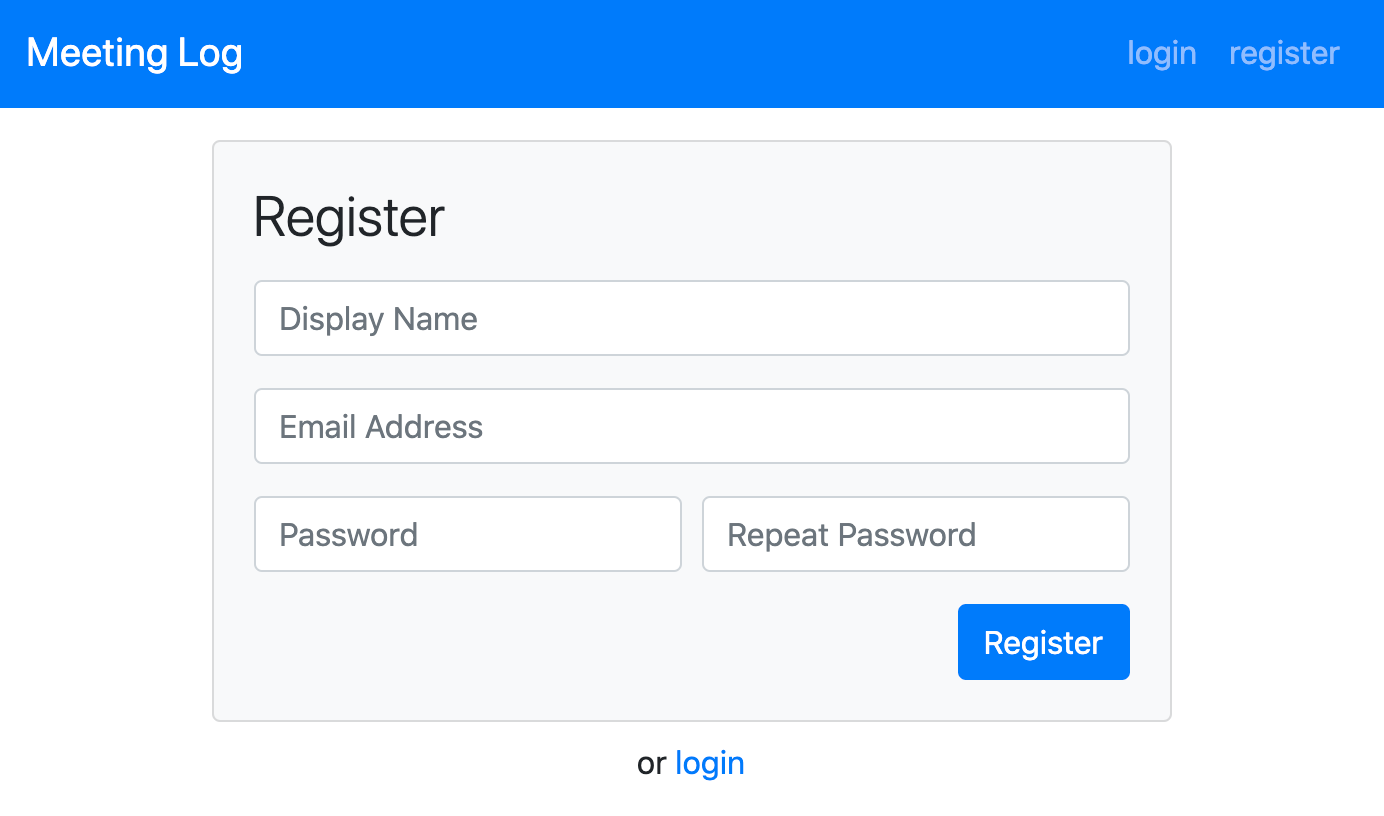 Meeting Log login register
Register
Display Name
Email Address
Password Repeat Password
Register
or login